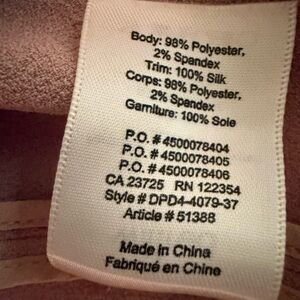 Body: 98% Polyester,
2% Spandex
Trim: 100% Silk
Corps: 98% Polyester,
2% Spandex
Garniture: 100% Soie
P.O. # 4500078404
P.O. # 4500078405
P.O. # 4500078406
CA 23725 RN 122354
Style # DPD4-4079-37
Article # 51388
Made in China
Fabriqué en Chine